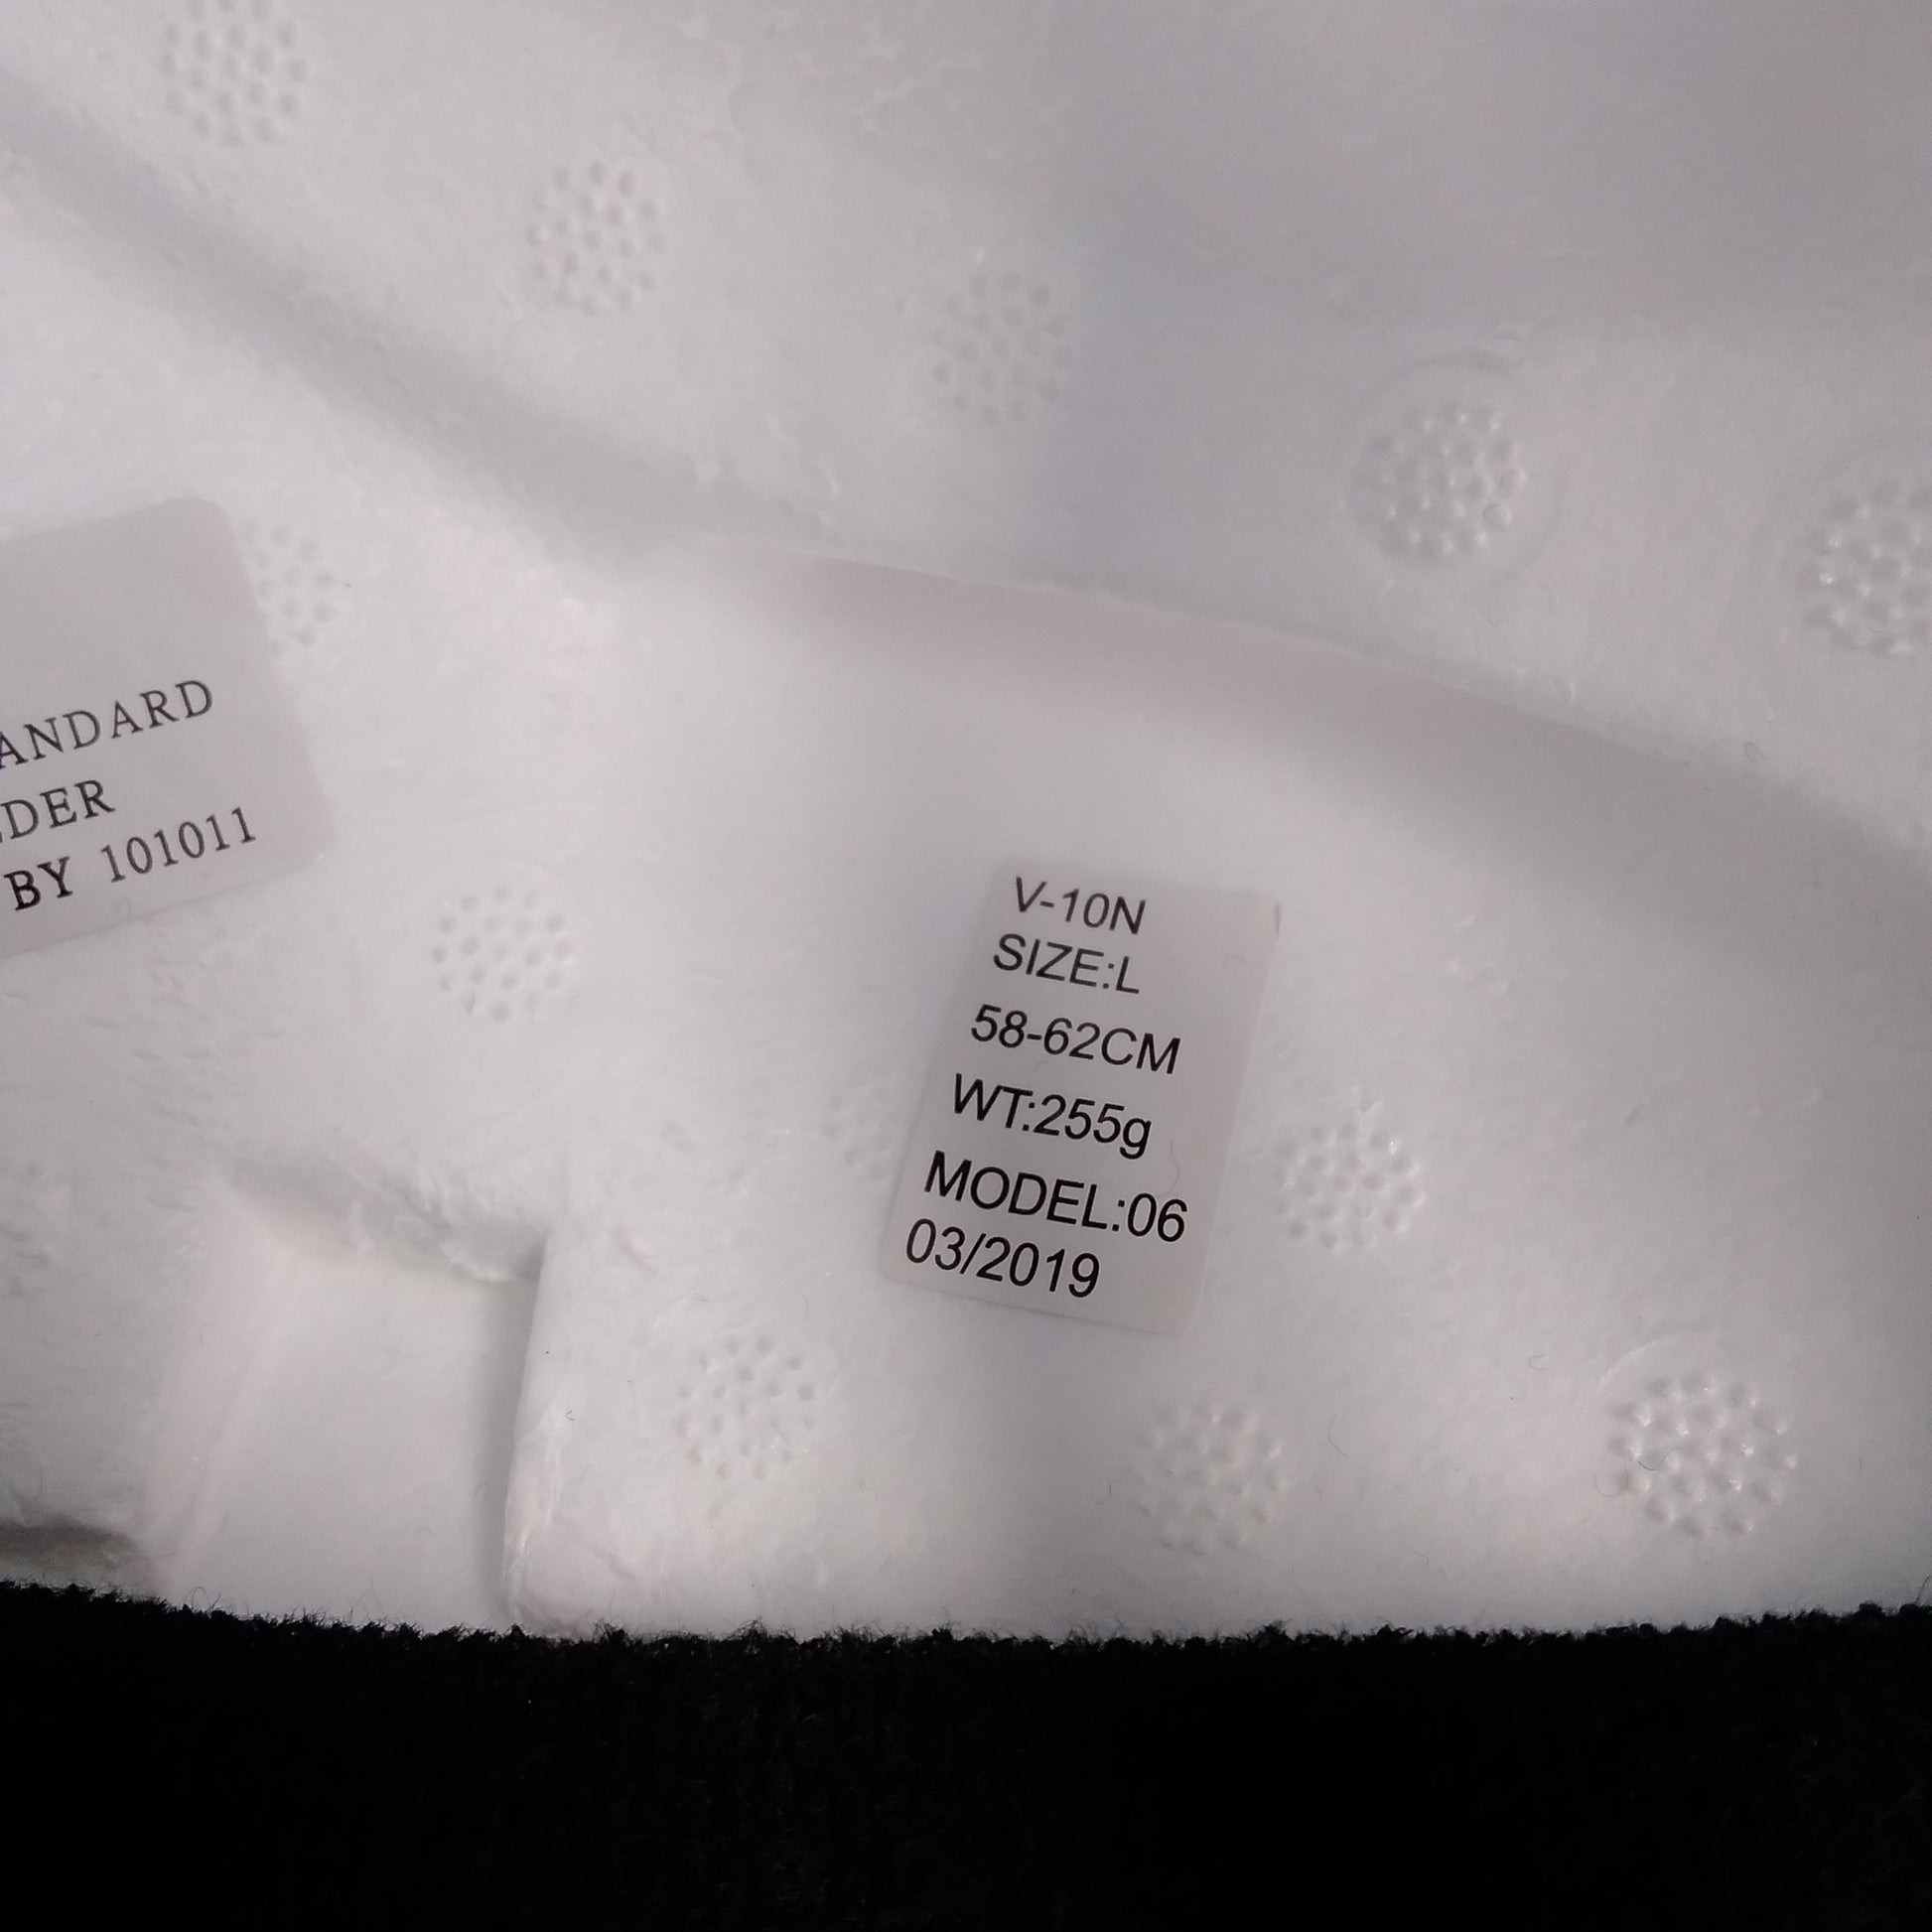 ANDARD
DER
BY 101011
V-10N
SIZE:L
58-62CM
WT:255g
MODEL:06
03/2019